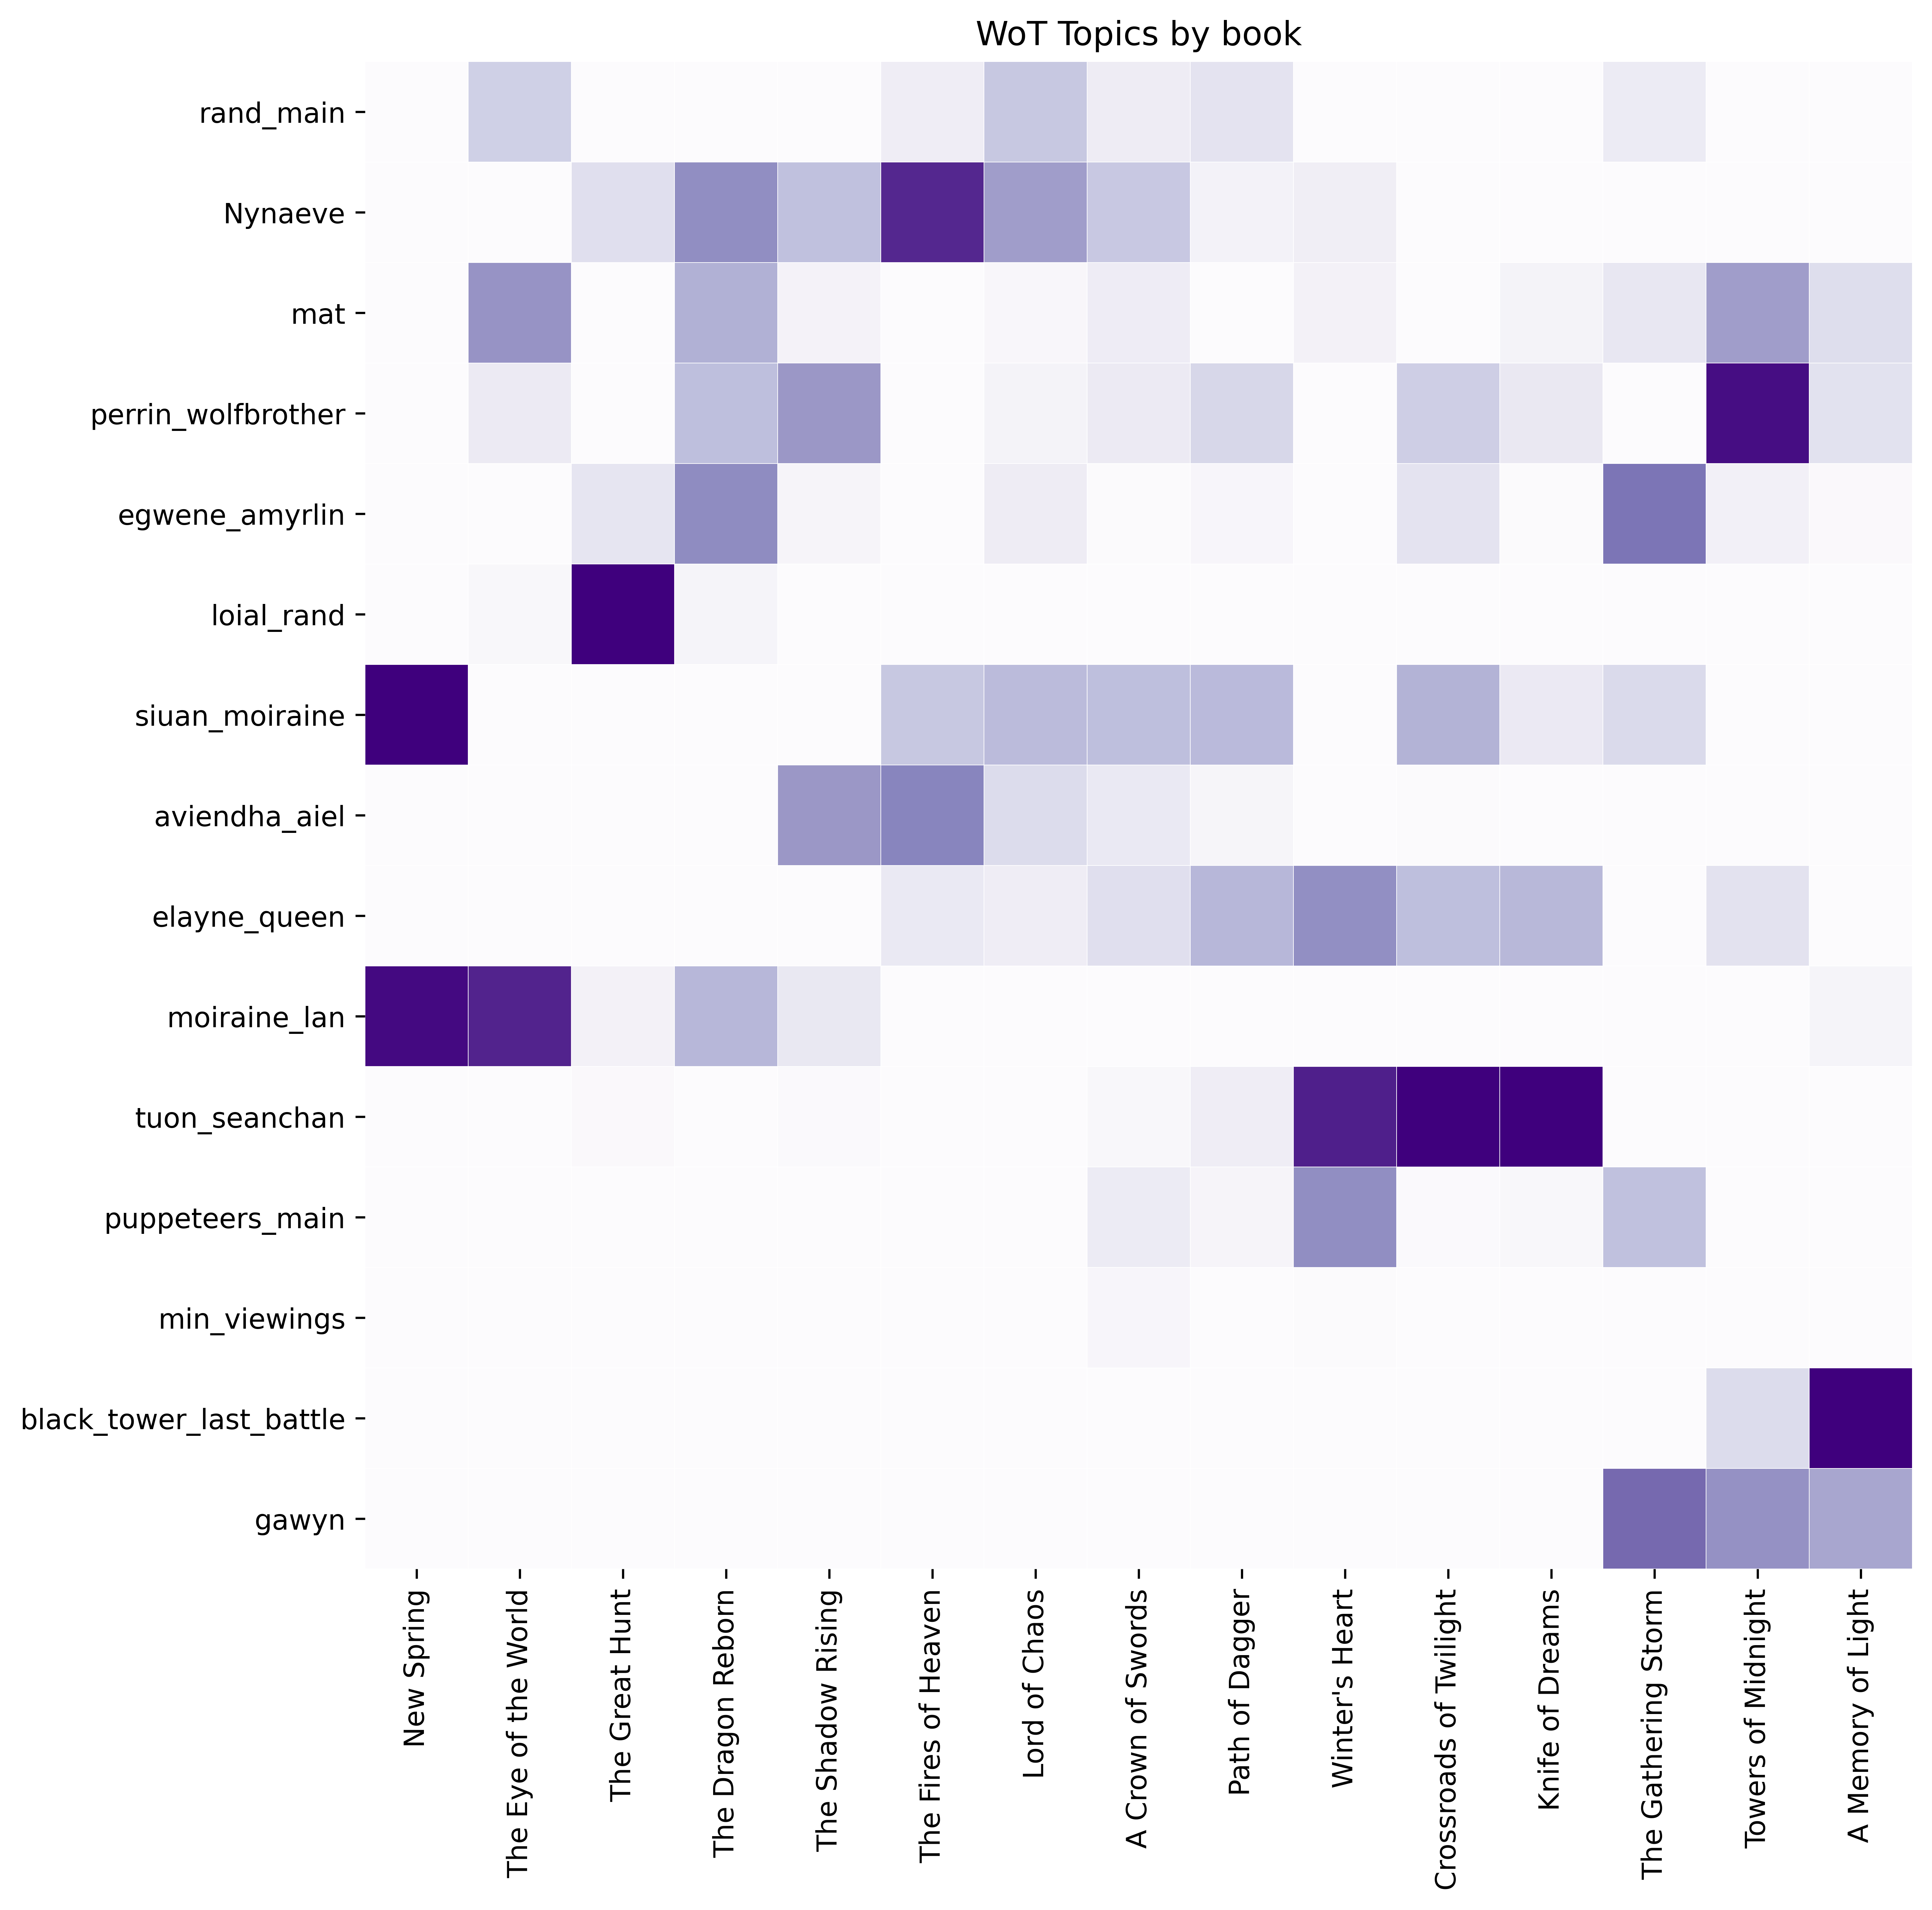 WoT Topics by book
rand_main
Nynaeve
mat
perrin_wolfbrother
egwene_amyrlin
loial_rand
siuan_moiraine
aviendha_aiel
elayne_queen
moiraine_lan
tuon_seanchan
puppeteers_main
min_viewings
black_tower_last_battle
gawyn
New Spring
The Eye of the World
The Great Hunt
The Dragon Reborn
The Shadow Rising
The Fires of Heaven
Lord of Chaos
A Crown of Swords
Path of Dagger
Winter's Heart
Crossroads of Twilight
Knife of Dreams
The Gathering Storm
Towers of Midnight
A Memory of Light